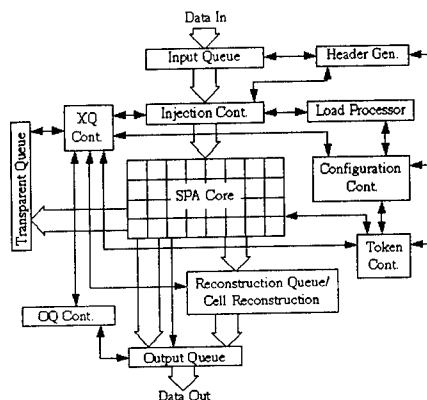 Data In
Input Queue
Header Gen.
XQ
Cont.
Injection Cont.
Load Processor
Transparent Queue
Configuration
Cont.
SPA Core
Token
Cont.
Reconstruction Queue/
Cell Reconstruction
OQ Cont.
Output Queue
Data Out